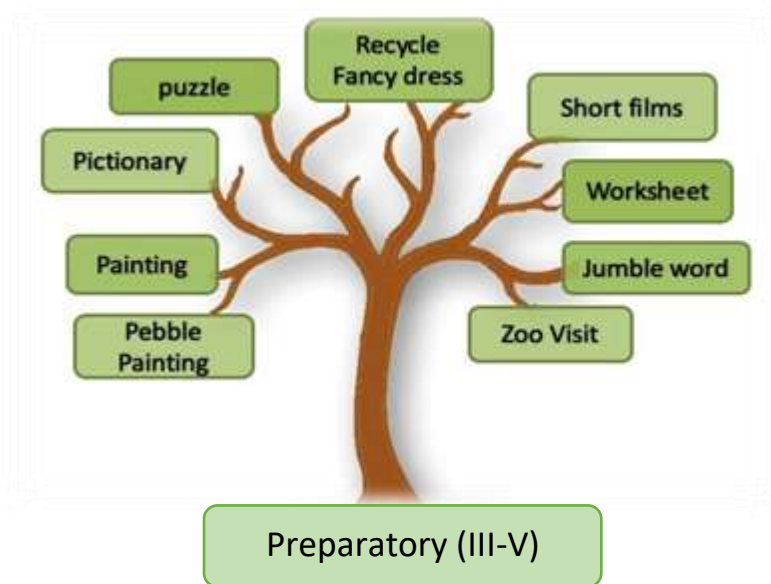 Recycle
Fancy dress
puzzle
Short films
Pictionary
Worksheet
Painting
Jumble word
Pebble
Painting
Zoo Visit
Preparatory (III-V)